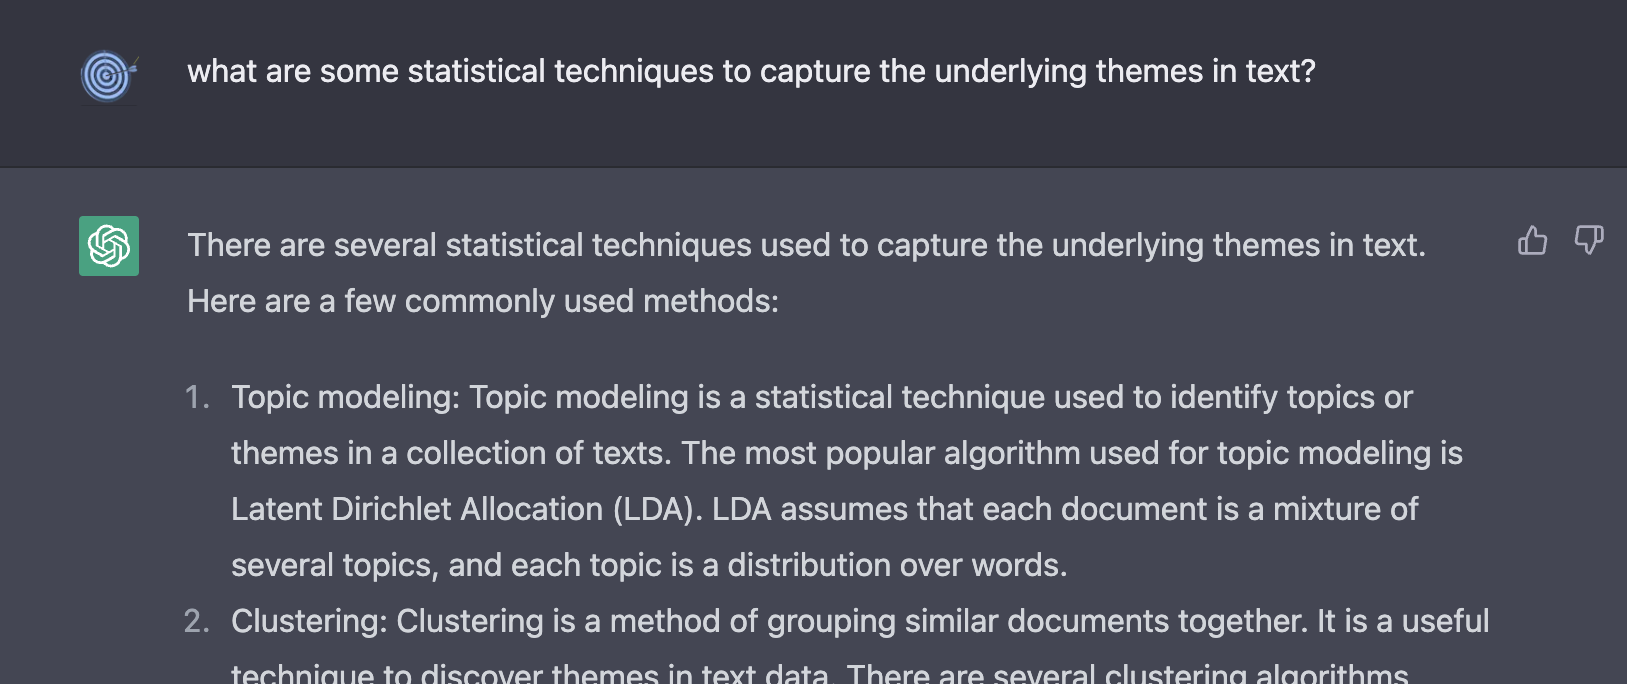 what are some statistical techniques to capture the underlying themes in text?
There are several statistical techniques used to capture the underlying themes in text.
Here are a few commonly used methods:
1. Topic modeling: Topic modeling is a statistical technique used to identify topics or
themes in a collection of texts. The most popular algorithm used for topic modeling is
Latent Dirichlet Allocation (LDA). LDA assumes that each document is a mixture of
several topics, and each topic is a distribution over words.
2. Clustering: Clustering is a method of grouping similar documents together. It is a useful
technique to discover themes in text data. There are several clustering algorithms